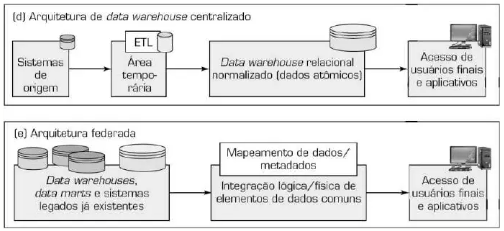 (d) Arquitetura de data warehouse centralizado
ETL
Sistemas
de
origem
Área
tempo-
rária
Data warehouse relacional
normalizado (dados atômicos)
Acesso de
usuários finais
e aplicativos
(e) Arquitetura federada
Data warehouses,
data marts e sistemas
legados já existentes
Mapeamento de dados/
metadados
Integração lógica/física de
elementos de dados comuns
Acesso de
usuários finais
e aplicativos